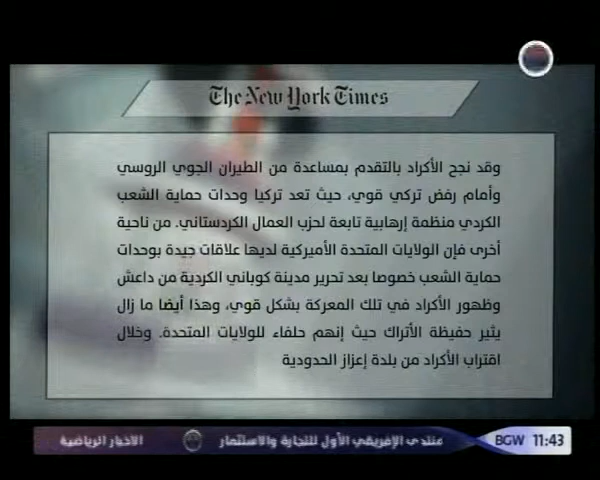 The New York Times
وقد نجح الأكراد بالتقدم بمساعدة من الطيران الجوي الروسي
وأمام رفض تركي قوي، حيث تعد تركيا وحدات حماية الشعب
الكردي منظمة إرهابية تابعة لحزب العمال الكردستاني. من ناحية
أخرى فإن الولايات المتحدة الأميركية لديها علاقات جيدة بوحدات
حماية الشعب خصوصا بعد تحرير مدينة كوباني الكردية من داعش
وظهور الأكراد في تلك المعركة بشكل قوي، وهذا أيضا ما زال
يثير حفيظة الأتراك حيث إنهم حلفاء للولايات المتحدة. وخلال
اقتراب الأكراد من بلدة إعزاز الحدودية
BGW 11:43
منتدى الإفريقي الأول للتجارة والاستثمار
الاخبار الرياضية